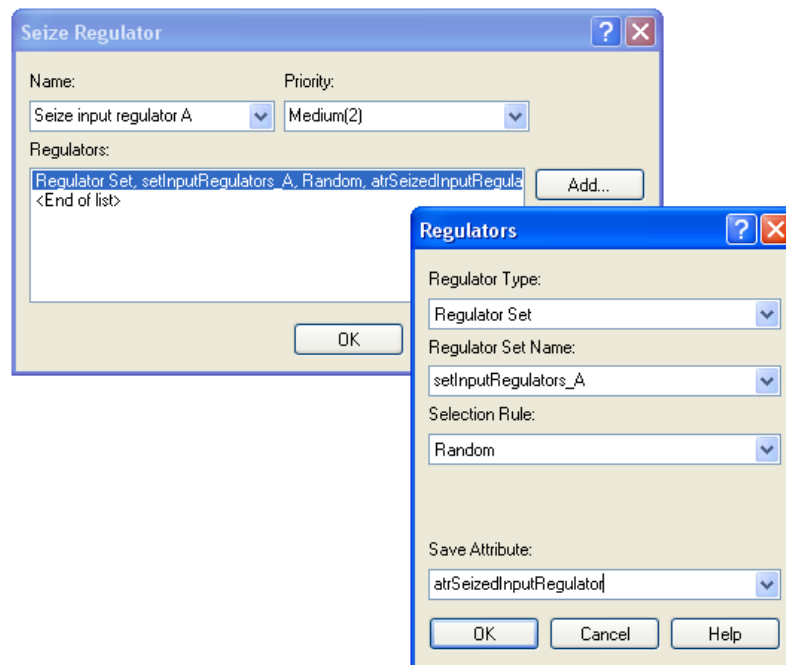 Seize Regulator
Name:
Priority:
Seize input regulator A
Medium(2)
Regulators:
Regulator Set, setInputRegulators_A, Random, atrSeizedInputRegula
<End of list>
Add...
OK
Regulators
Regulator Type:
Regulator Set
Regulator Set Name:
setInputRegulators_A
Selection Rule:
Random
Save Attribute:
atrSeizedInputRegulator
OK
Cancel
Help